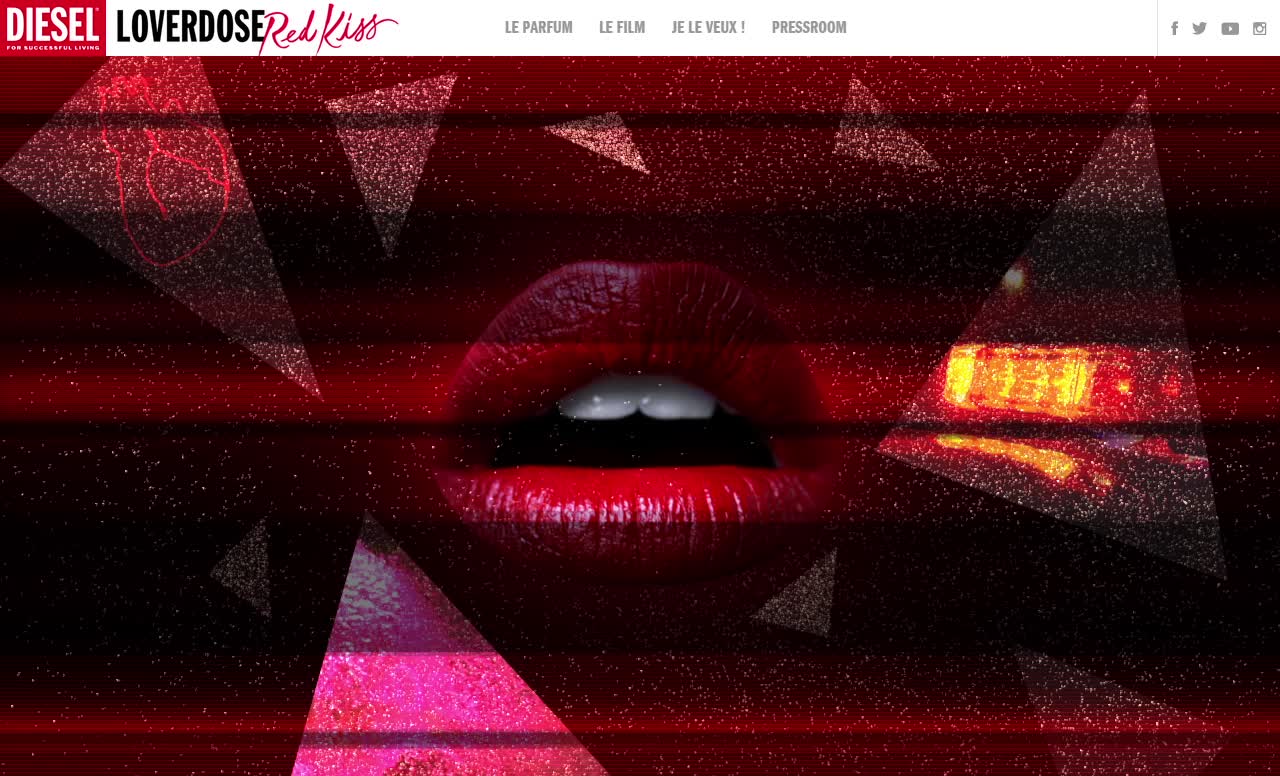 DIESEL
FOR SUCCESSFUL LIVING
LOVERDOSE Red Kiss
LE PARFUM LE FILM JE LE VEUX ! PRESSROOM